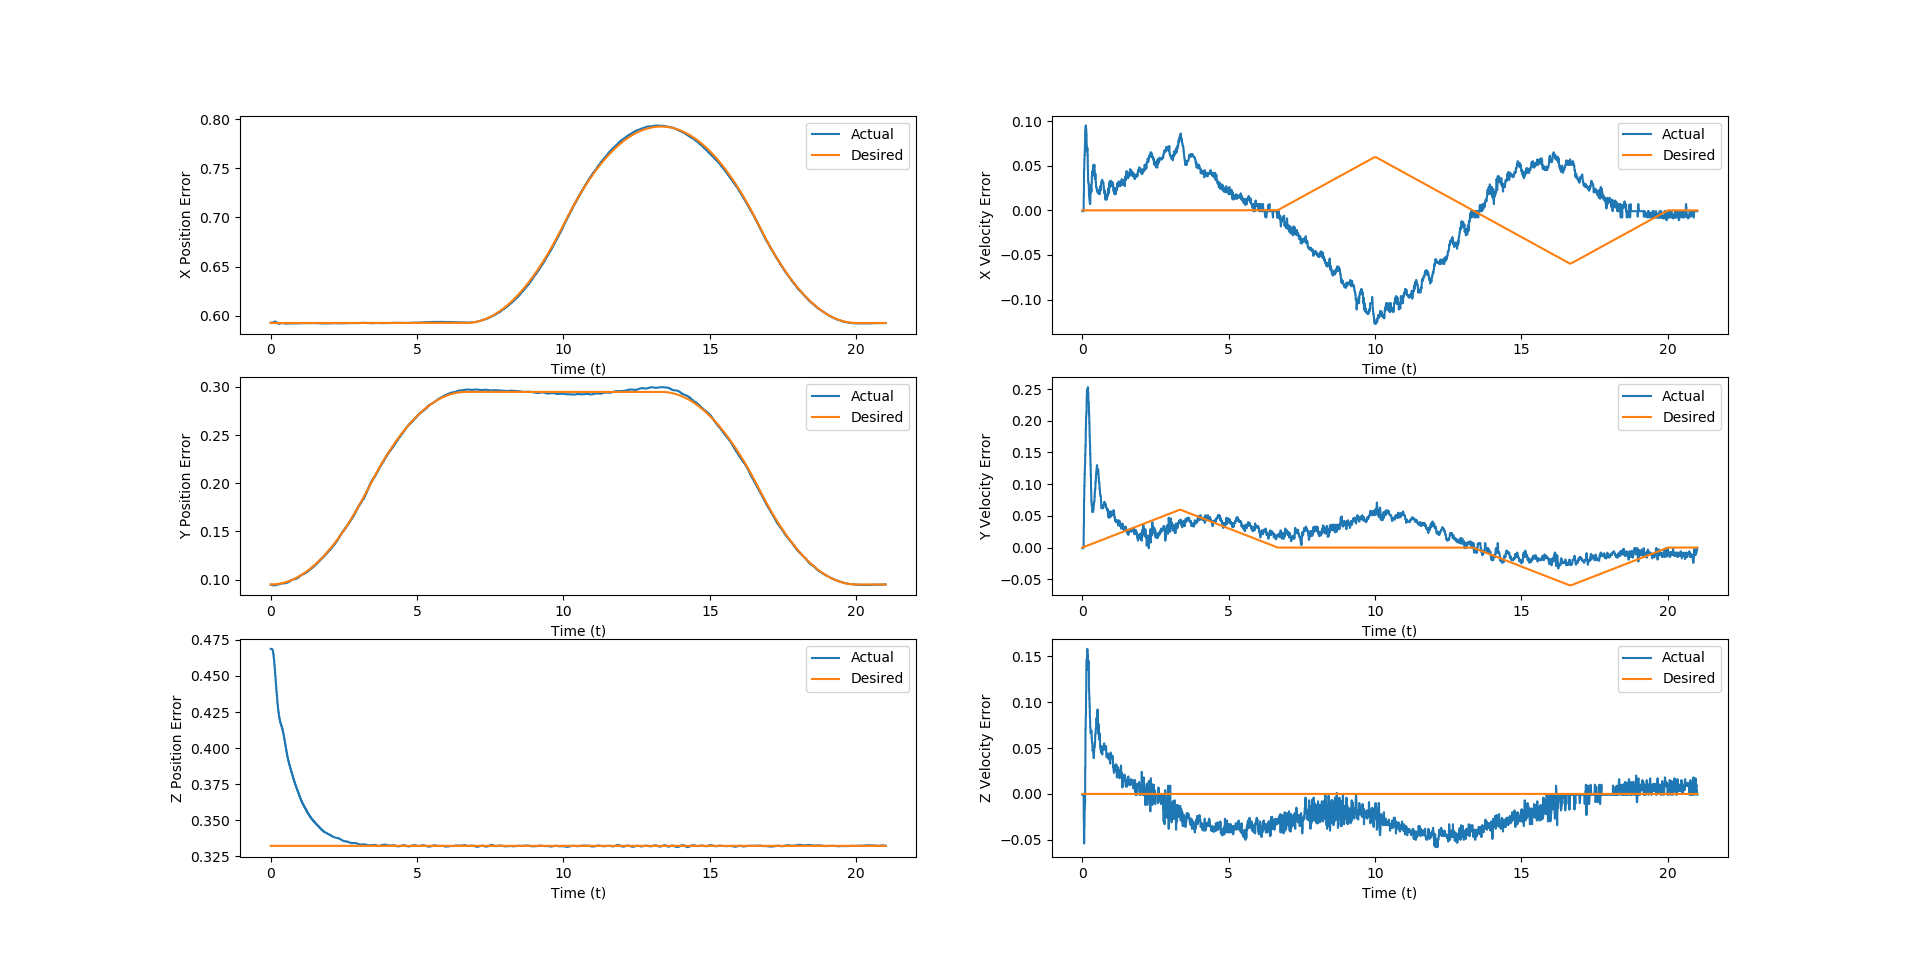 0.80
0.75
0.70
0.65
0.60
X Position Error
Actual
Desired
0 5 10 15 20
Time (t)
0.10
0.05
0.00
−0.05
−0.10
X Velocity Error
Actual
Desired
0 5 10 15 20
Time (t)
0.30
0.25
0.20
0.15
0.10
Y Position Error
Actual
Desired
0 5 10 15 20
Time (t)
0.25
0.20
0.15
0.10
0.05
0.00
−0.05
Y Velocity Error
Actual
Desired
0 5 10 15 20
Time (t)
0.475
0.450
0.425
0.400
0.375
0.350
0.325
Z Position Error
Actual
Desired
0 5 10 15 20
Time (t)
0.15
0.10
0.05
0.00
−0.05
Z Velocity Error
Actual
Desired
0 5 10 15 20
Time (t)